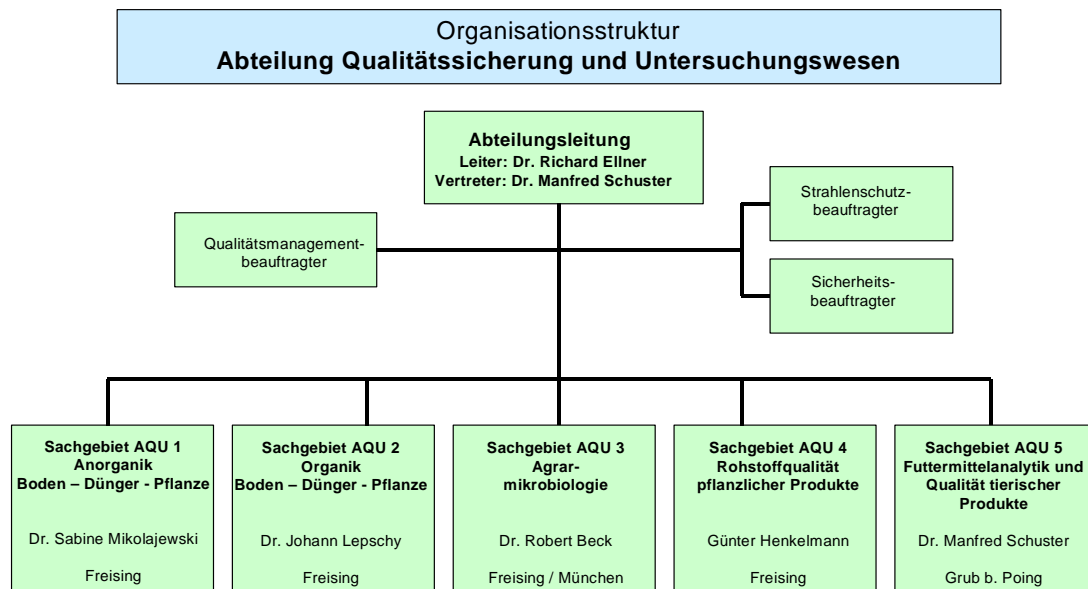 Organisationsstruktur
Abteilung Qualitätssicherung und Untersuchungswesen
Abteilungsleitung
Leiter: Dr. Richard Ellner
Vertreter: Dr. Manfred Schuster
Strahlenschutz-
beauftragter
Qualitätsmanagement-
beauftragter
Sicherheits-
beauftragter
Sachgebiet AQU 1
Anorganik
Boden – Dünger - Pflanze
Dr. Sabine Mikolajewski
Freising
Sachgebiet AQU 2
Organik
Boden – Dünger - Pflanze
Dr. Johann Lepschy
Freising
Sachgebiet AQU 3
Agrar-
mikrobiologie
Dr. Robert Beck
Freising / München
Sachgebiet AQU 4
Rohstoffqualität
pflanzlicher Produkte
Günter Henkelmann
Freising
Sachgebiet AQU 5
Futtermittelanalytik und
Qualität tierischer
Produkte
Dr. Manfred Schuster
Grub b. Poing